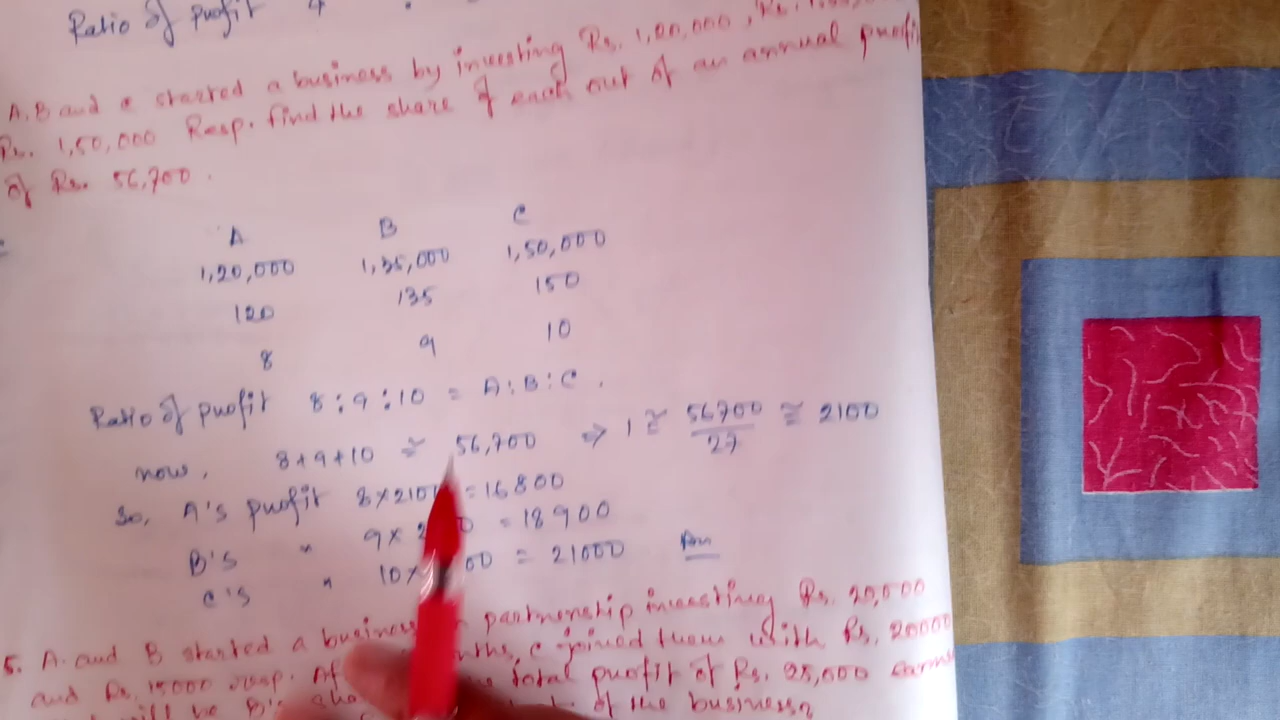 Ratio of profit
A, B and C started a business by investing Rs. 1,20,000, Rs.
Rs. 1,50,000 Resp. find the share of each out of an annual profit
of Rs. 56,700.
A B C
1,20,000 1,35,000 1,50,000
120 135 150
8 9 10
Ratio of profit 8:9:10 = A:B:C.
now, 8+9+10 ≅ 56,700 ⇒ 1 ≅ 56700/27 ≅ 2100
So, A's profit 8×210 =16800
B's " 9× =18900
C's " 10× 00 = 21000 Ans
5. A. and B started a business partnership investing Rs. 20,000
and Rs. 15000 resp. C joined them with Rs. 20000
total profit of Rs. 25,000
will be B's of the business?